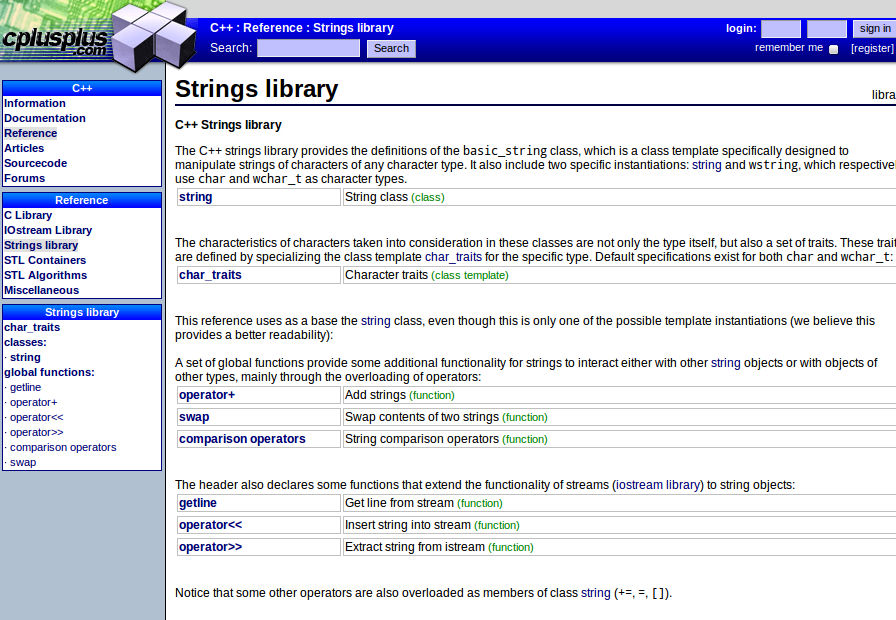 cplusplus
.com
C++ : Reference : Strings library
login:
sign in
Search:
Search
remember me
[register]
C++
Information
Documentation
Reference
Articles
Sourcecode
Forums
Reference
C Library
IOstream Library
Strings library
STL Containers
STL Algorithms
Miscellaneous
Strings library
char_traits
classes:
· string
global functions:
· getline
· operator+
· operator<<
· operator>>
· comparison operators
· swap
Strings library
libra
C++ Strings library
The C++ strings library provides the definitions of the basic_string class, which is a class template specifically designed to
manipulate strings of characters of any character type. It also include two specific instantiations: string and wstring, which respectivel
use char and wchar_t as character types.
string String class (class)
The characteristics of characters taken into consideration in these classes are not only the type itself, but also a set of traits. These trait
are defined by specializing the class template char_traits for the specific type. Default specifications exist for both char and wchar_t:
char_traits Character traits (class template)
This reference uses as a base the string class, even though this is only one of the possible template instantiations (we believe this
provides a better readability):
A set of global functions provide some additional functionality for strings to interact either with other string objects or with objects of
other types, mainly through the overloading of operators:
operator+ Add strings (function)
swap Swap contents of two strings (function)
comparison operators String comparison operators (function)
The header also declares some functions that extend the functionality of streams (iostream library) to string objects:
getline Get line from stream (function)
operator<< Insert string into stream (function)
operator>> Extract string from istream (function)
Notice that some other operators are also overloaded as members of class string (+=, =, []).